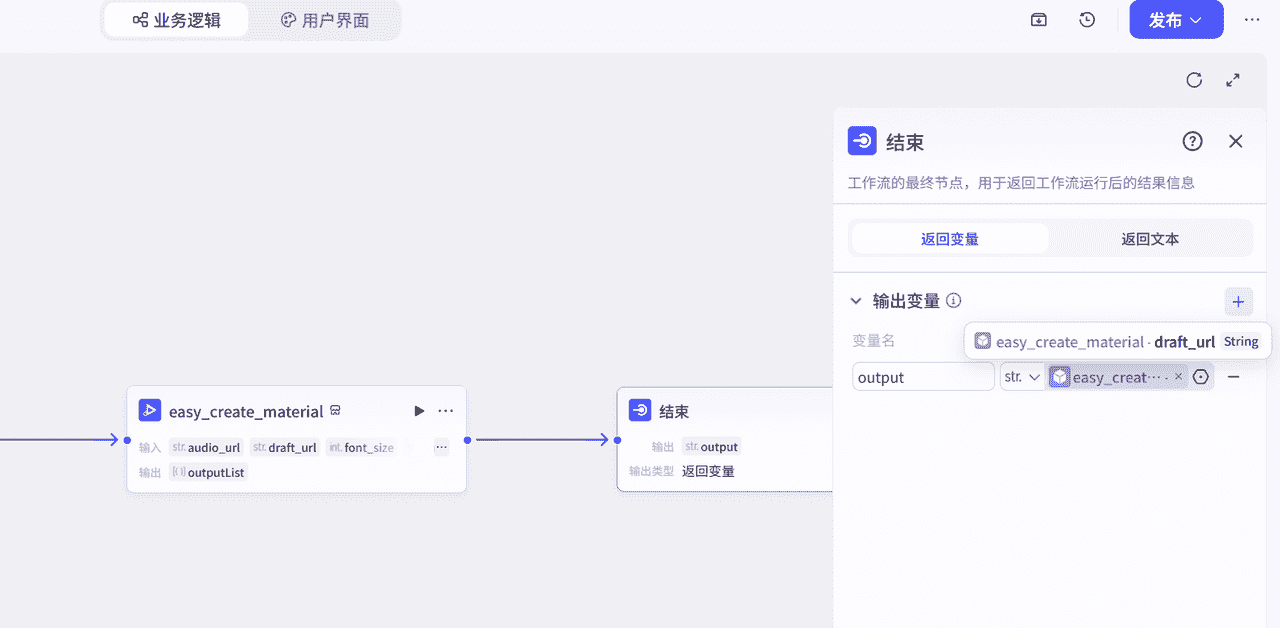 业务逻辑
用户界面
发布
结束
工作流的最终节点，用于返回工作流运行后的结果信息
返回变量
返回文本
输出变量
变量名
easy_create_material · draft_url String
output
str.
easy_creat··· .
easy_create_material
输入 str. audio_url str. draft_url int. font_size ...
输出 [{}] outputList
结束
输出 str. output
输出类型 返回变量